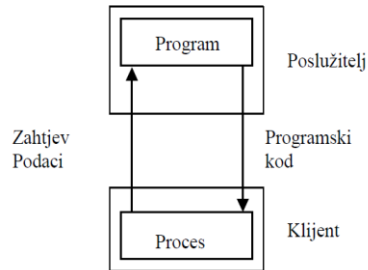 Program
Poslužitelj
Zahtjev
Podaci
Programski
kod
Proces
Klijent